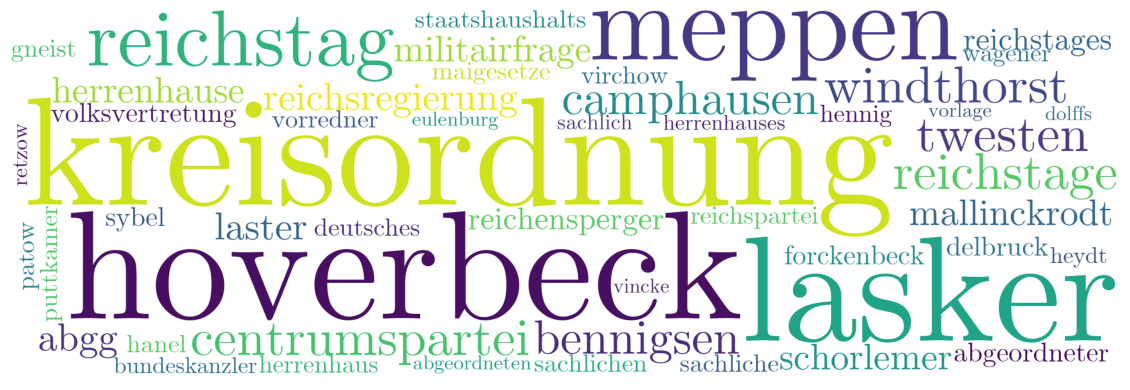 gneist
reichstag
staatshaushalts
militairfrage
meppen
reichstages
wagener
maigesetze
virchow
herrenhause
reichsregierung
camphausen
windthorst
volksvertretung
vorredner
eulenburg
sachlich
herrenhauses
hennig
vorlage
dolffs
retzow
kreisordnung
twesten
reichstage
sybel
laster
deutsches
reichensperger
reichspartei
mallinckrodt
patow
puttkamer
hoverbeck
vincke
lasker
forckenbeck
delbruck
heydt
abgg
hanel
centrumspartei
bennigsen
schorlemer
abgeordneter
bundeskanzler
herrenhaus
abgeordneten
sachlichen
sachliche